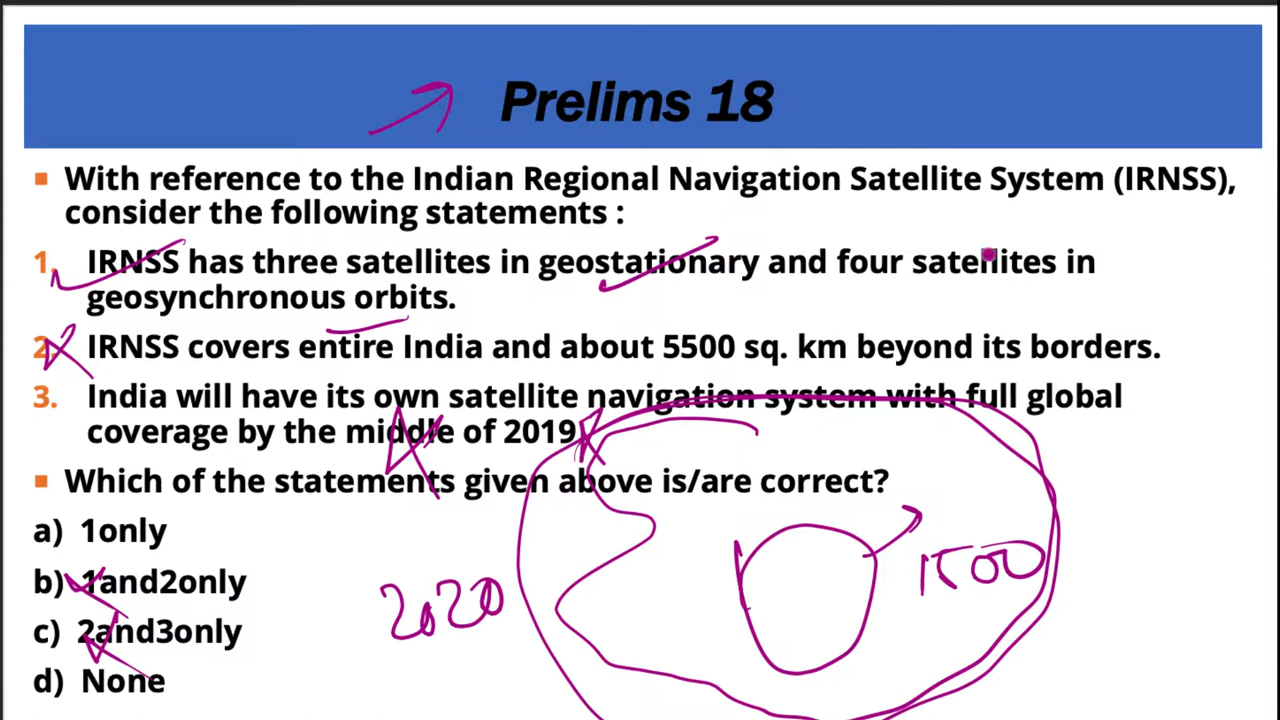 Prelims 18
▪ With reference to the Indian Regional Navigation Satellite System (IRNSS),
consider the following statements :
1. IRNSS has three satellites in geostationary and four satellites in
geosynchronous orbits.
2. IRNSS covers entire India and about 5500 sq. km beyond its borders.
3. India will have its own satellite navigation system with full global
coverage by the middle of 2019
▪ Which of the statements given above is/are correct?
a) 1only
b) 1and2only
1500
2020
c) 2and3only
d) None